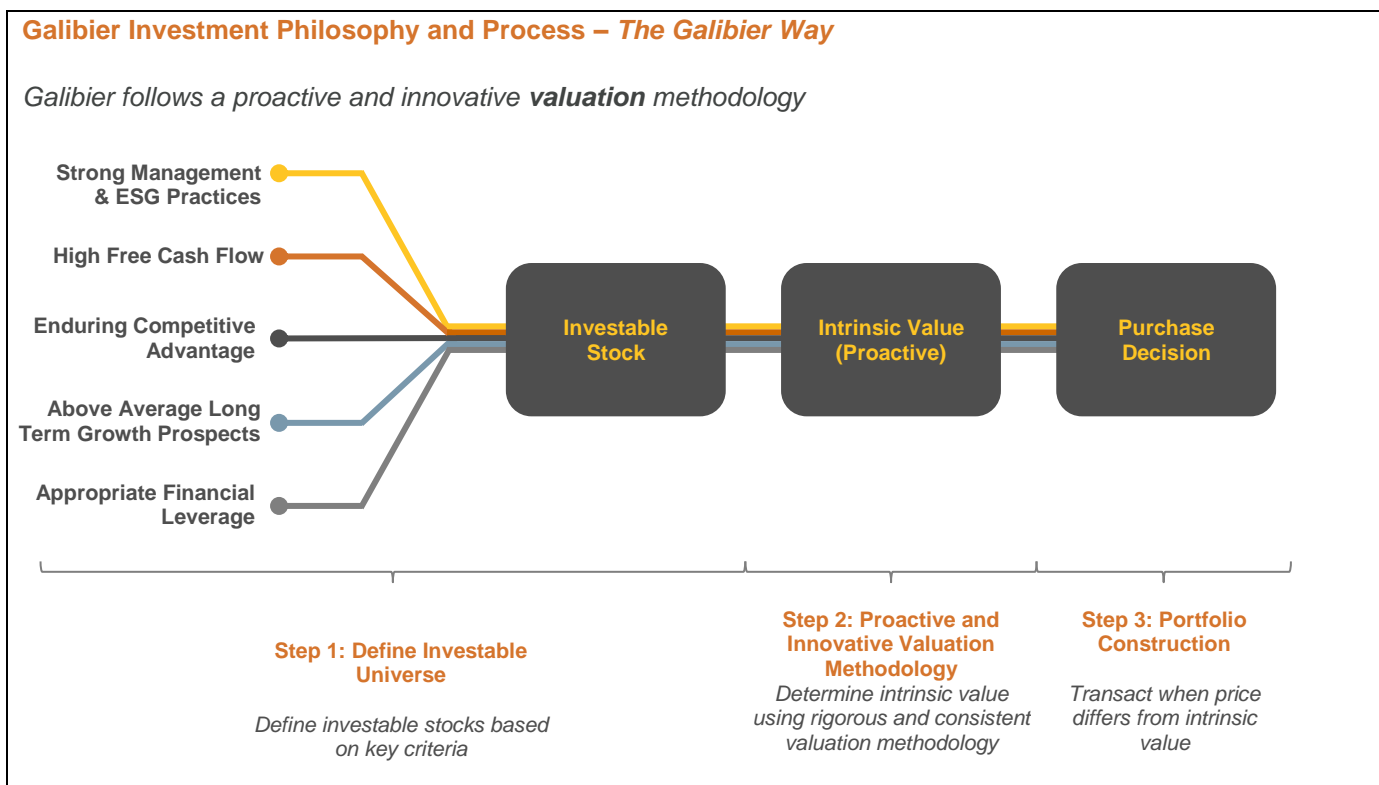 Galibier Investment Philosophy and Process – The Galibier Way
Galibier follows a proactive and innovative valuation methodology
Strong Management
& ESG Practices
High Free Cash Flow
Enduring Competitive
Advantage
Above Average Long
Term Growth Prospects
Appropriate Financial
Leverage
Investable
Stock
Intrinsic Value
(Proactive)
Purchase
Decision
Step 1: Define Investable
Universe
Define investable stocks based
on key criteria
Step 2: Proactive and
Innovative Valuation
Methodology
Determine intrinsic value
using rigorous and consistent
valuation methodology
Step 3: Portfolio
Construction
Transact when price
differs from intrinsic
value